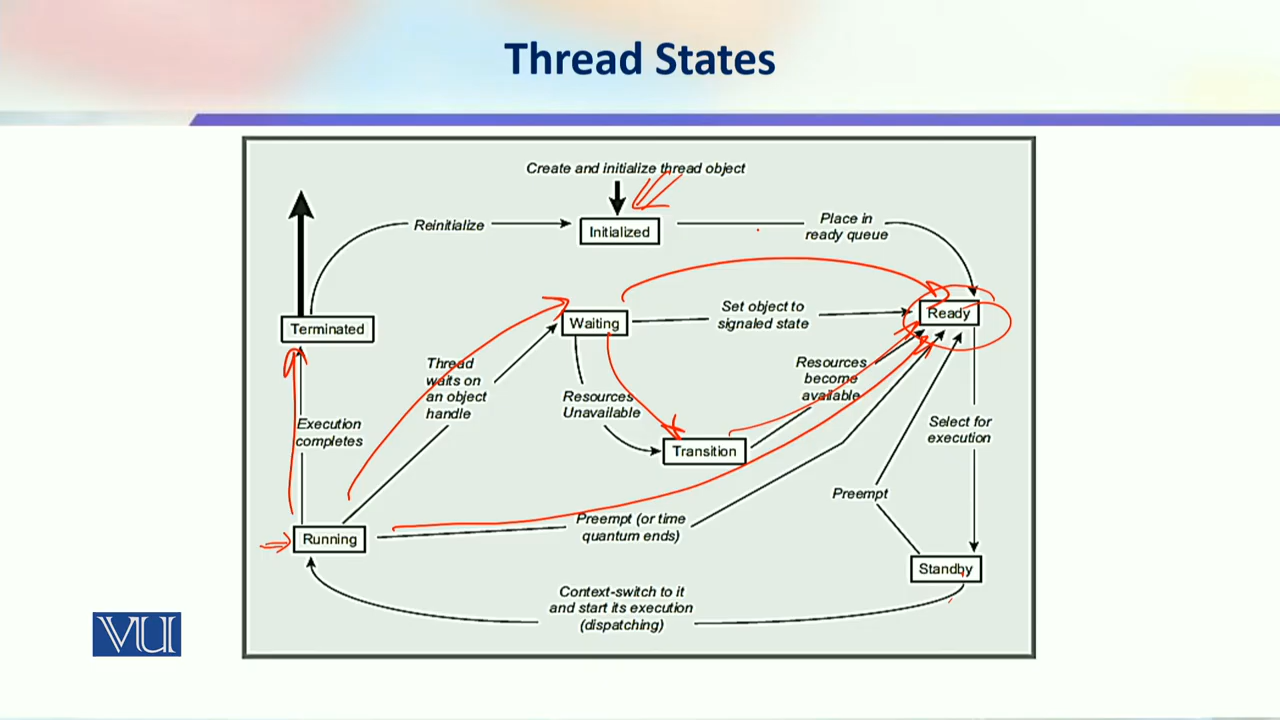 Thread States
Create and initialize thread object
Reinitialize
Initialized
Place in
ready queue
Terminated
Waiting
Set object to
signaled state
Ready
Thread
waits on
an object
handle
Resources
Unavailable
Resources
become
available
Execution
completes
Transition
Select for
execution
Preempt
Running
Preempt (or time
quantum ends)
Standby
Context-switch to it
and start its execution
(dispatching)
VU